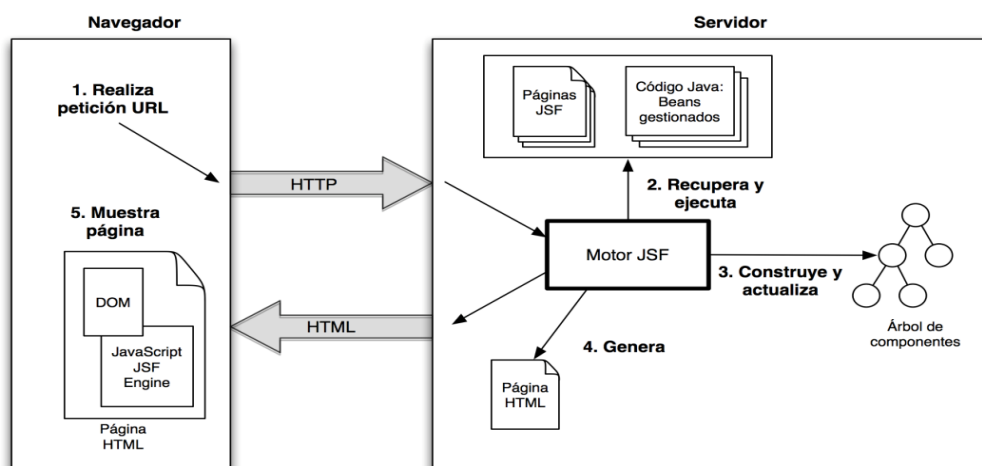 Navegador
Servidor
1. Realiza
petición URL
HTTP
5. Muestra
página
DOM
JavaScript
JSF
Engine
Página
HTML
HTML
Páginas
JSF
Código Java:
Beans
gestionados
2. Recupera y
ejecuta
Motor JSF
3. Construye y
actualiza
Árbol de
componentes
4. Genera
Página
HTML